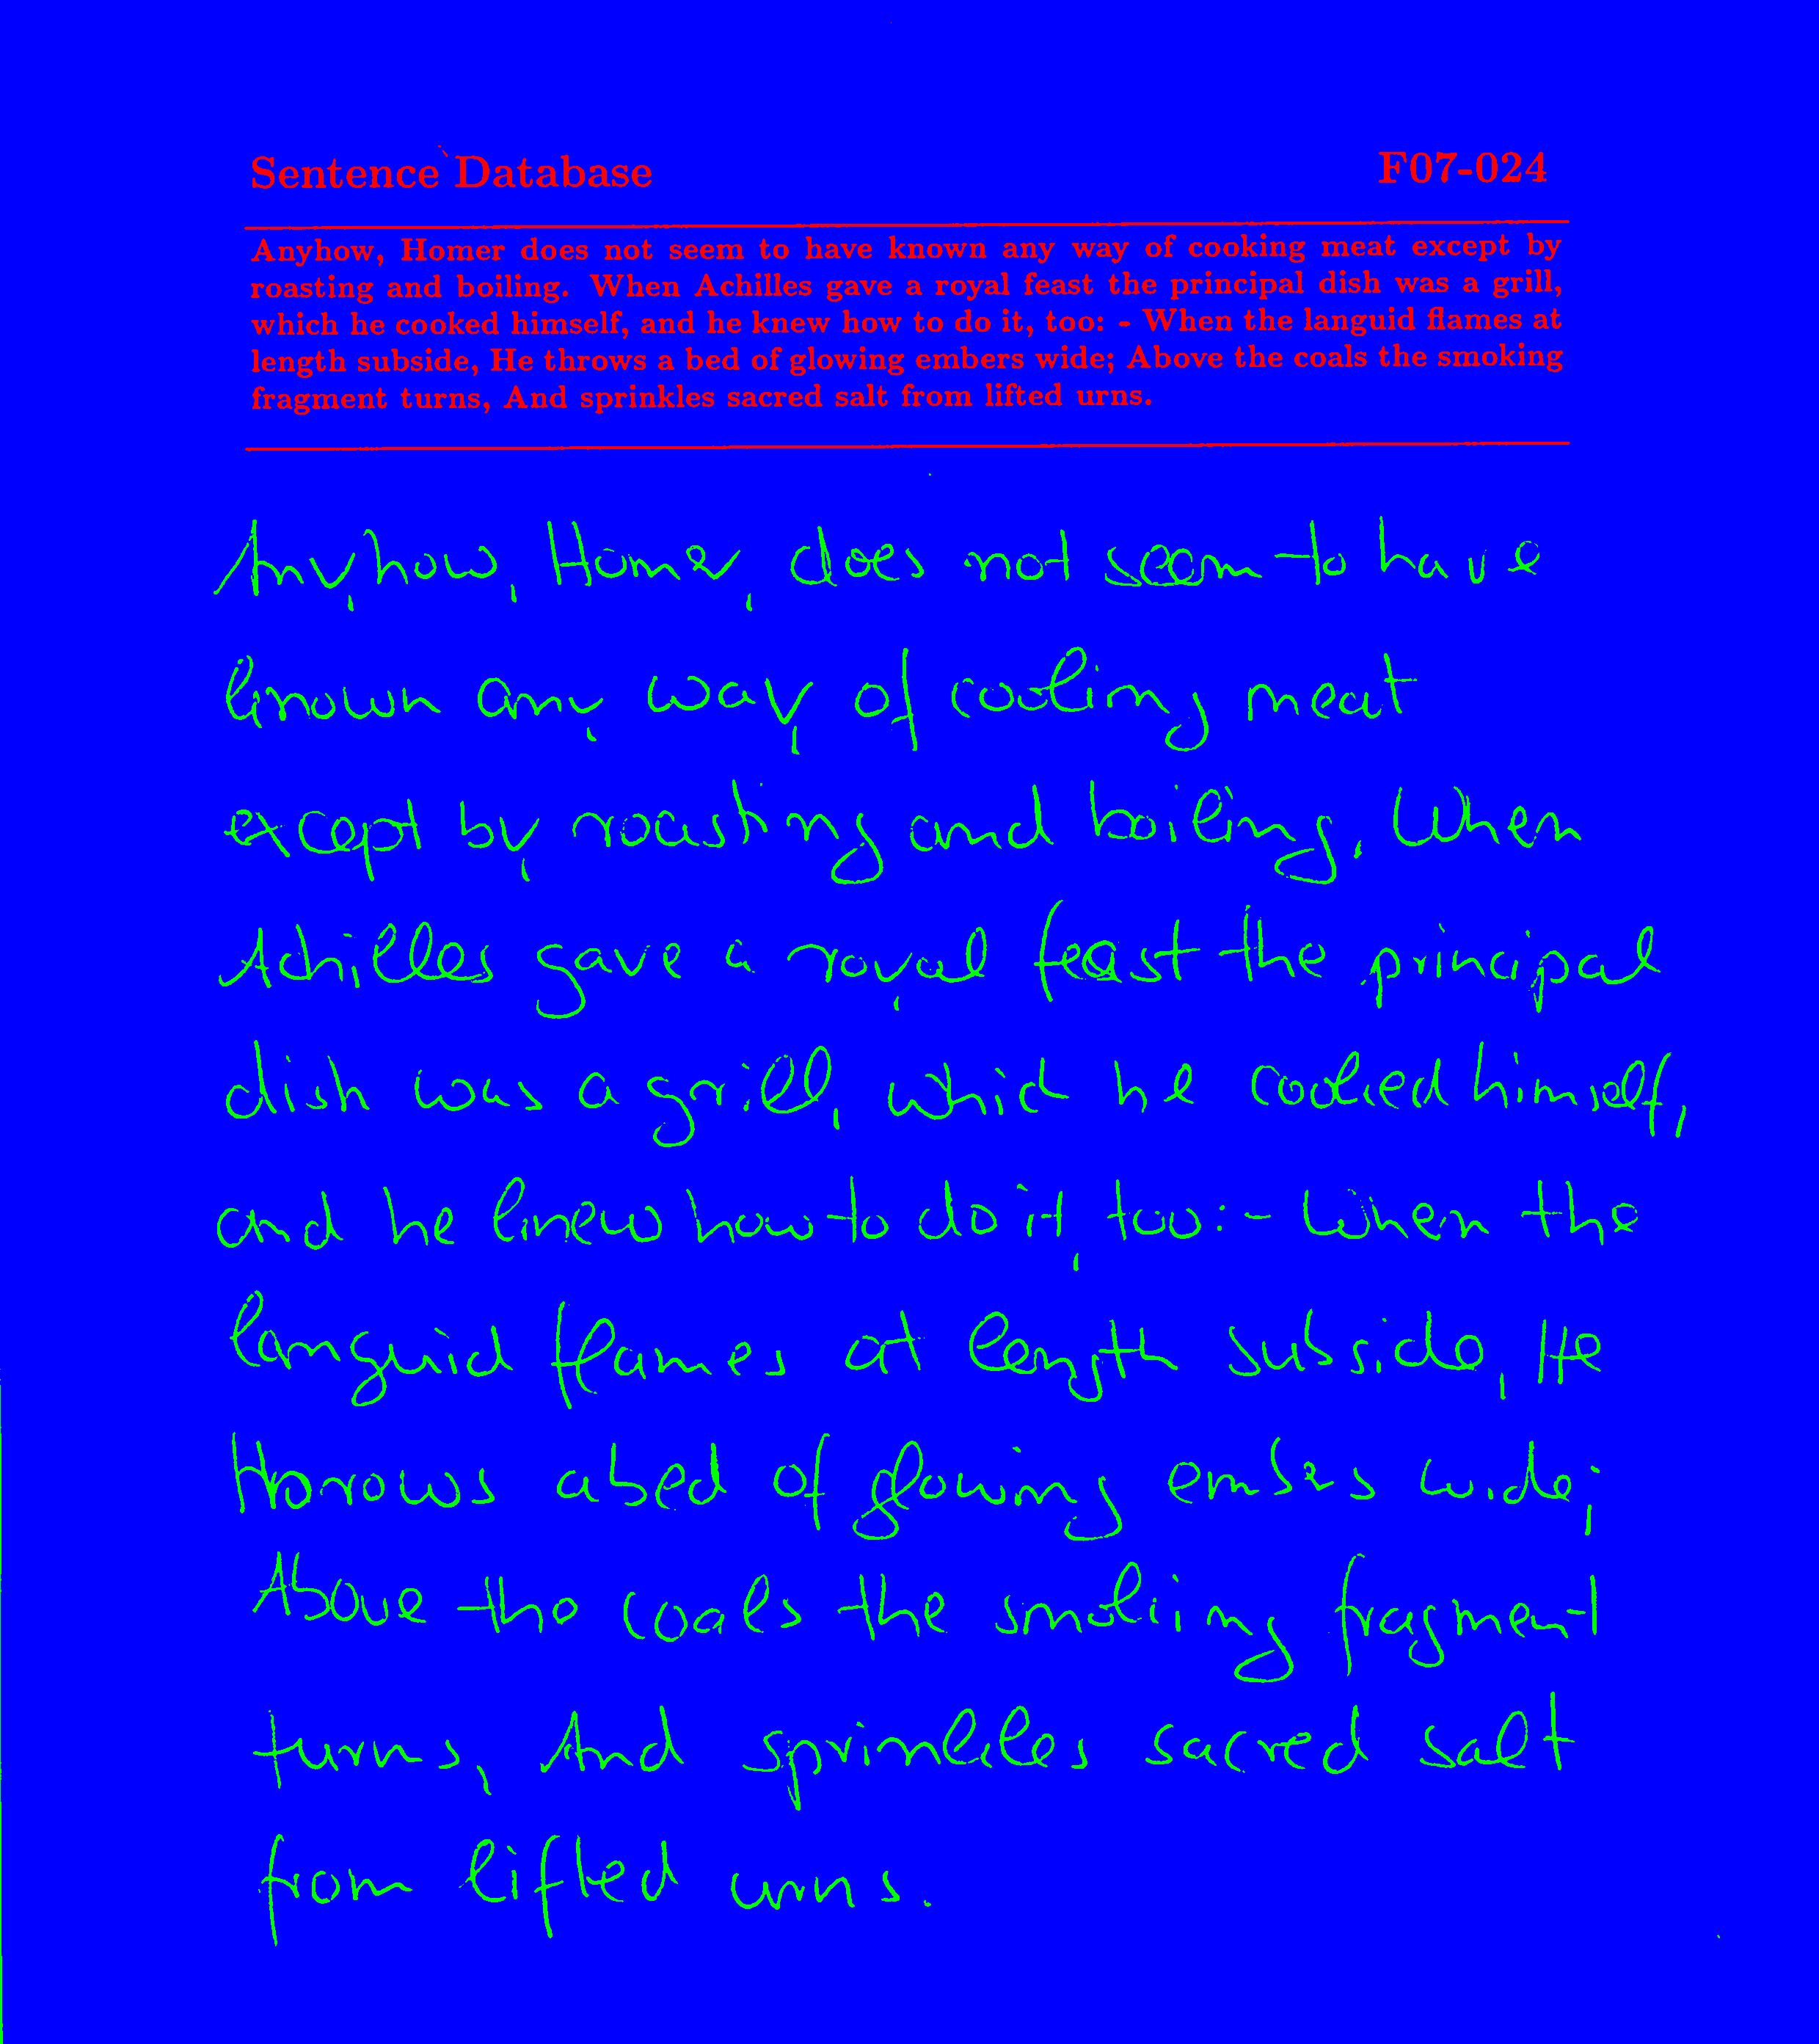 Sentence Database F07-024
Anyhow, Homer does not seem to have known any way of cooking meat except by
roasting and boiling. When Achilles gave a royal feast the principal dish was a grill,
which he cooked himself, and he knew how to do it, too: - When the languid flames at
length subside, He throws a bed of glowing embers wide; Above the coals the smoking
fragment turns, And sprinkles sacred salt from lifted urns.
Anyhow, Homer, does not seem to have
known any way of cooking meat
except by roasting and boiling. When
Achilles gave a royal feast the principal
dish was a grill, which he cooked himself,
and he knew how to do it, too: - When the
languid flames at length subside, He
throws a bed of glowing embers wide;
Above the coals the smoking fragment
turns, And sprinkles sacred salt
from lifted urns.